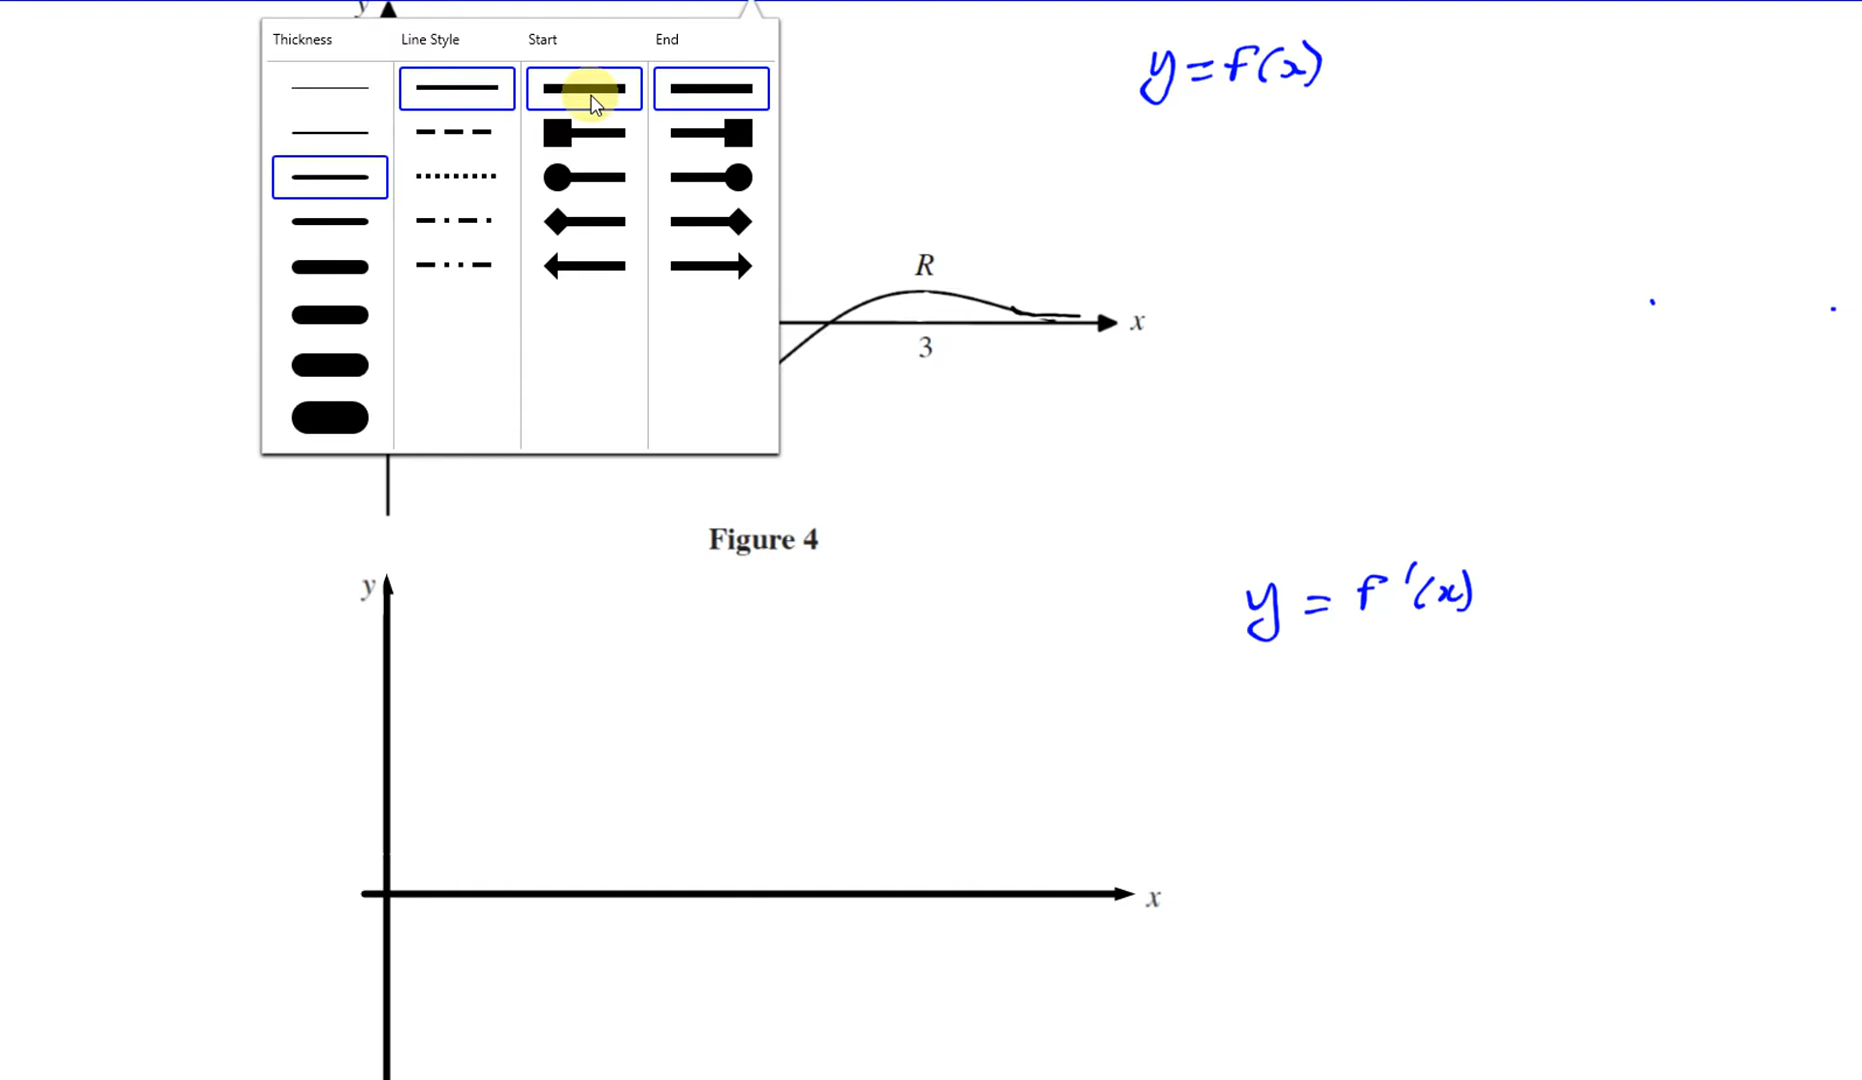 y
Thickness Line Style Start End
y = f(x)
R
x
3
Figure 4
y
y = f'(x)
x